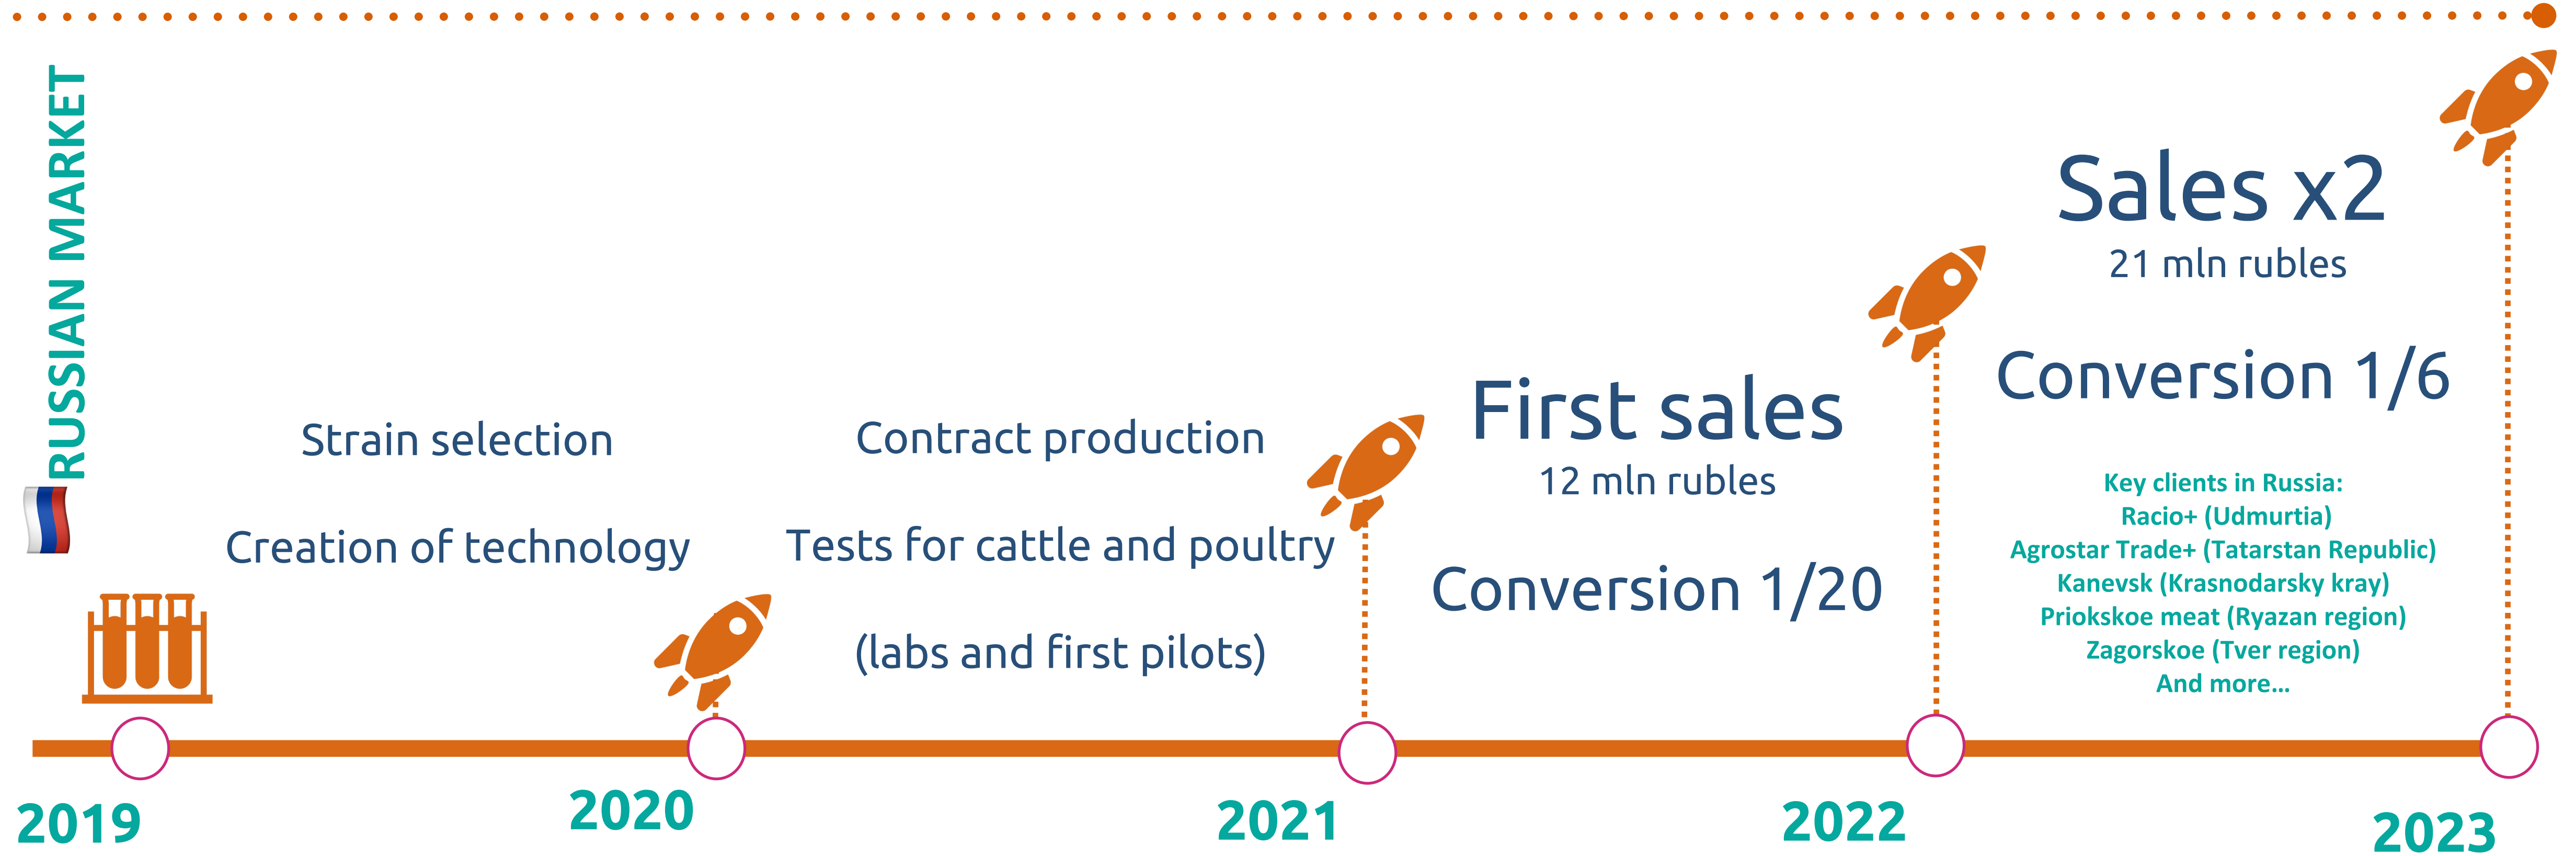 RUSSIAN MARKET
Strain selection
Creation of technology
Contract production
Tests for cattle and poultry
(labs and first pilots)
First sales
12 mln rubles
Conversion 1/20
Sales x2
21 mln rubles
Conversion 1/6
Key clients in Russia:
Racio+ (Udmurtia)
Agrostar Trade+ (Tatarstan Republic)
Kanevsk (Krasnodarsky kray)
Priokskoe meat (Ryazan region)
Zagorskoe (Tver region)
And more...
2019
2020
2021
2022
2023